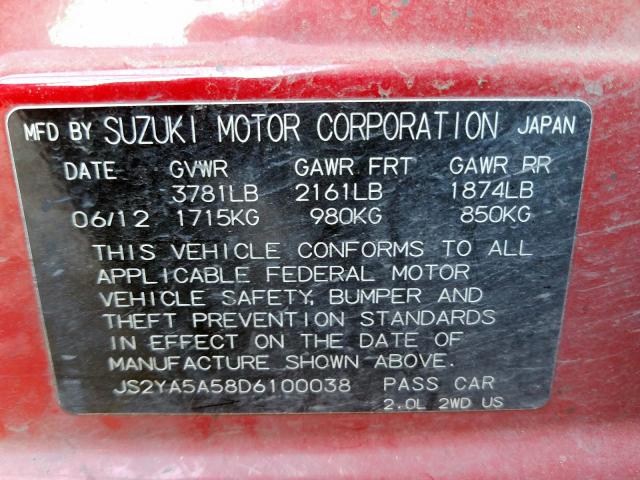 MFD BY SUZUKI MOTOR CORPORATION JAPAN
DATE GVWR GAWR FRT GAWR RR
3781LB 2161LB 1874LB
06/12 1715KG 980KG 850KG
THIS VEHICLE CONFORMS TO ALL
APPLICABLE FEDERAL MOTOR
VEHICLE SAFETY, BUMPER AND
THEFT PREVENTION STANDARDS
IN EFFECT ON THE DATE OF
MANUFACTURE SHOWN ABOVE.
JS2YA5A58D6100038 PASS CAR
2.0L 2WD US